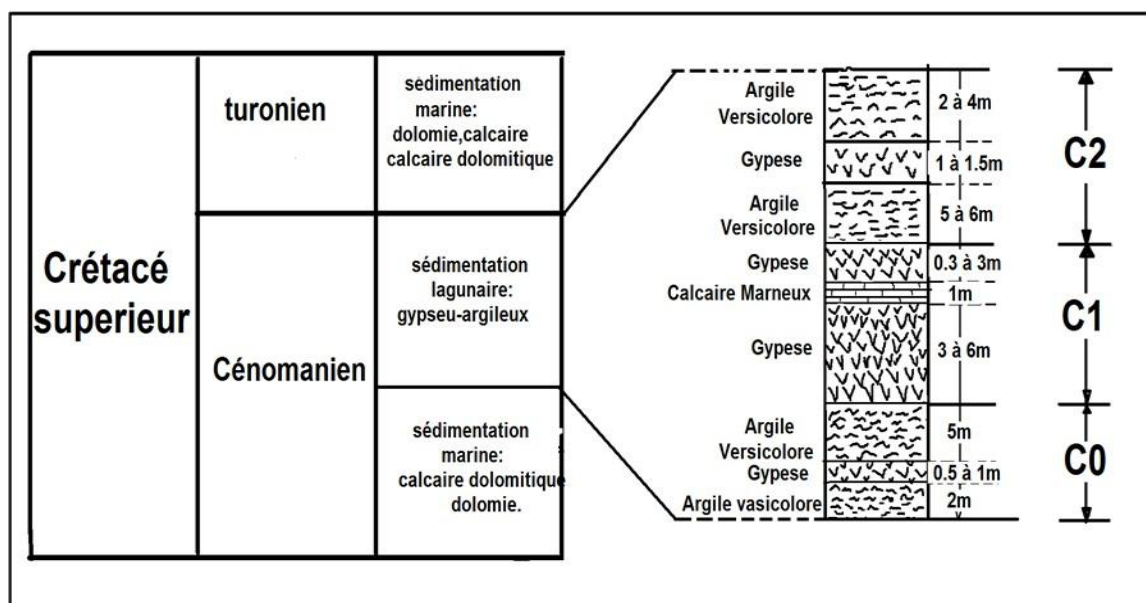 Crétacé
superieur
turonien
sédimentation
marine:
dolomie,calcaire
calcaire dolomitique
Cénomanien
sédimentation
lagunaire:
gypseu-argileux
sédimentation
marine:
calcaire dolomitique
dolomie.
Argile
Versicolore
2 à 4m
Gypese
1 à 1.5m
Argile
Versicolore
5 à 6m
C2
Gypese
0.3 à 3m
Calcaire Marneux
1m
Gypese
3 à 6m
C1
Argile
Versicolore
5m
Gypese
0.5 à 1m
Argile vasicolore
2m
C0